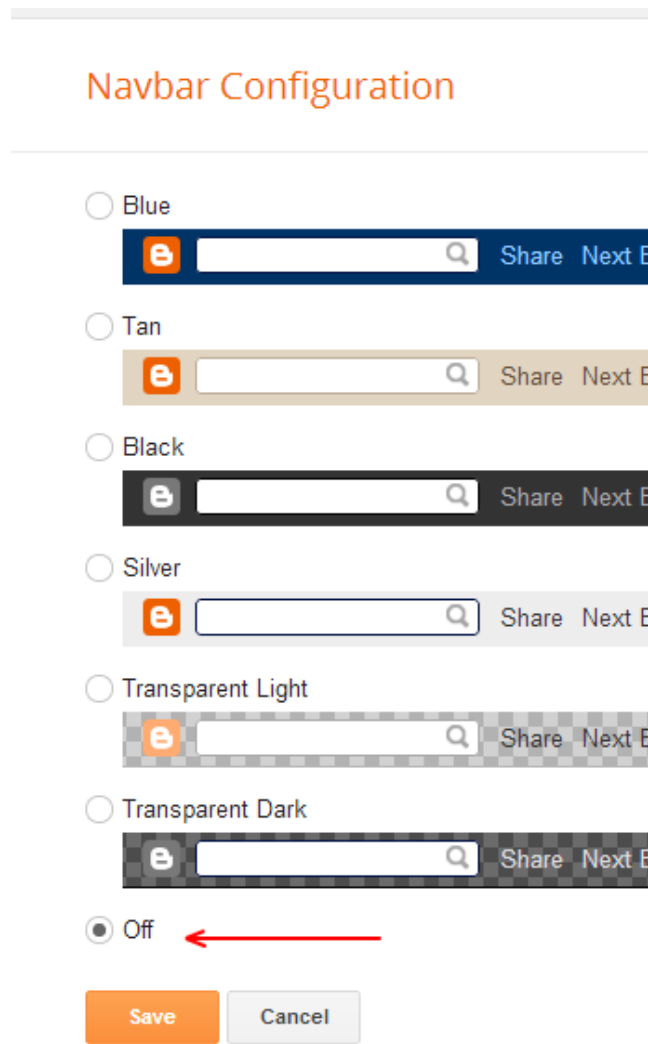 Navbar Configuration
Blue
Share Next B
Tan
Share Next B
Black
Share Next B
Silver
Share Next B
Transparent Light
Share Next B
Transparent Dark
Share Next B
Off
Save Cancel